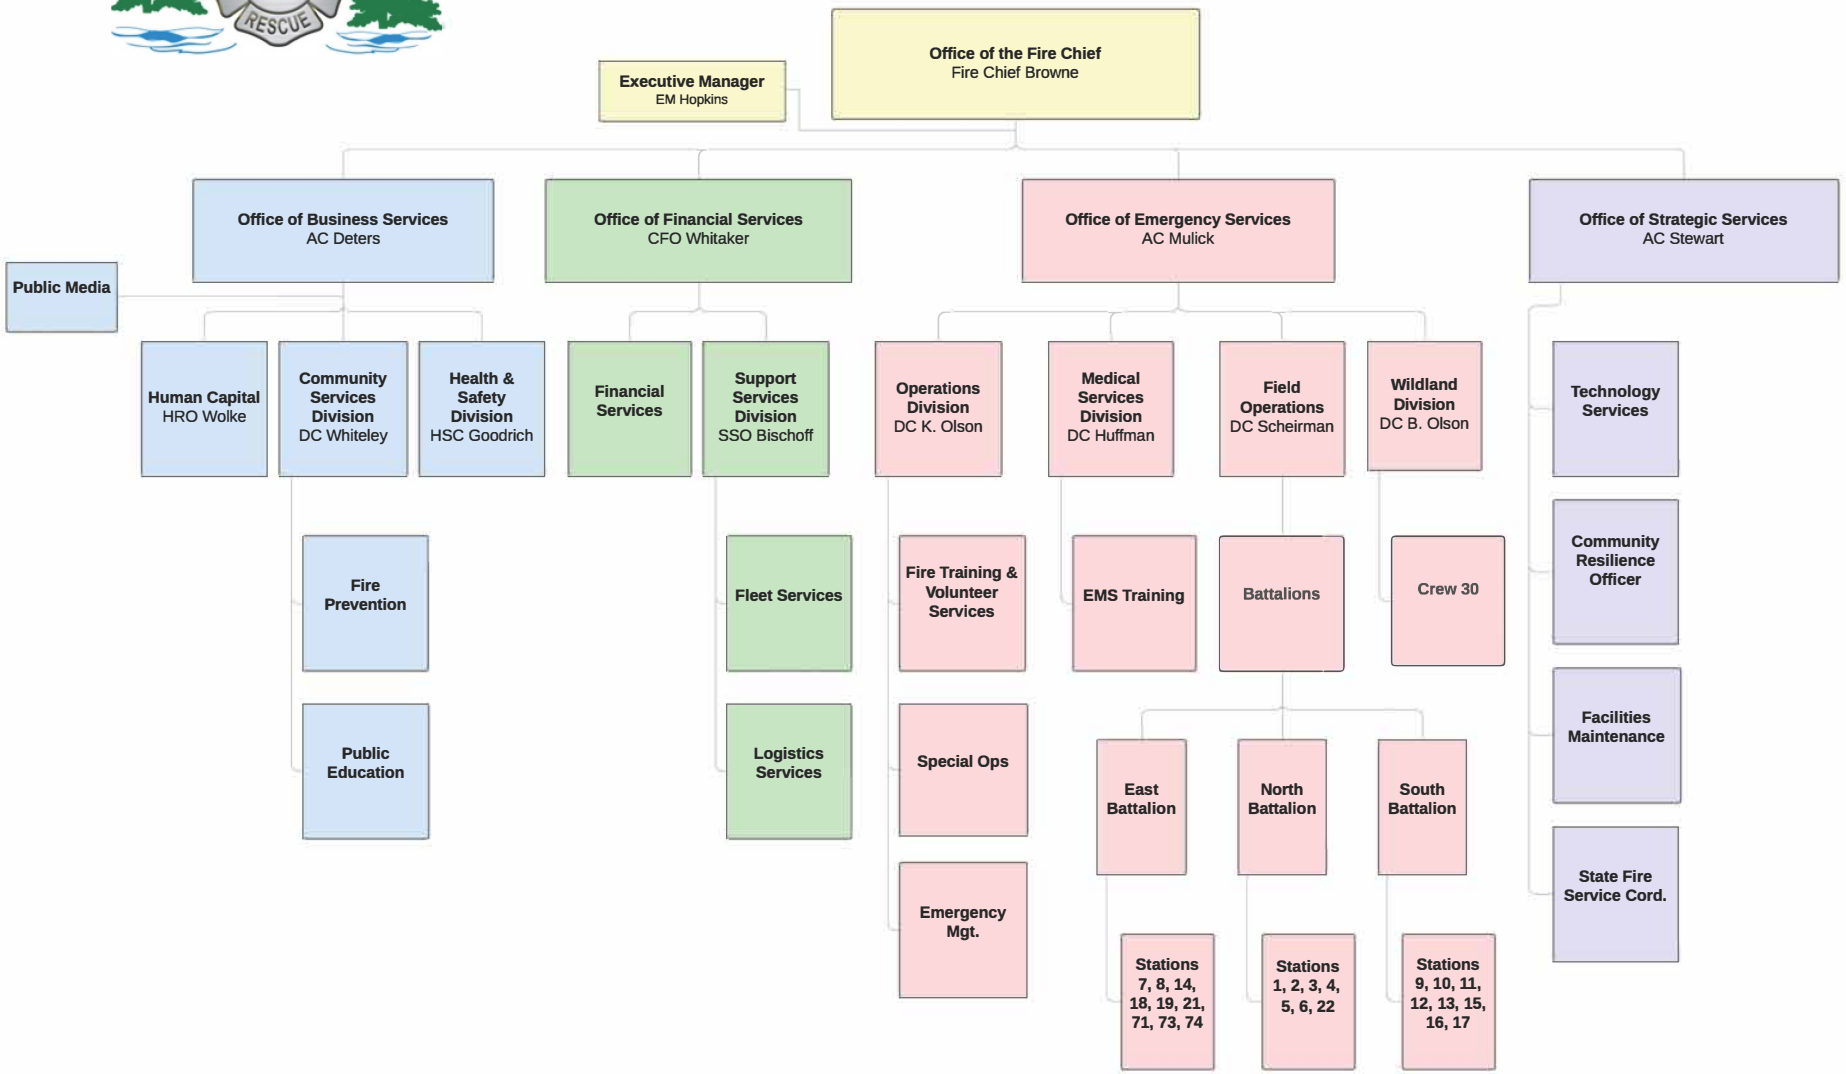 RESCUE
Office of the Fire Chief
Fire Chief Browne
Executive Manager
EM Hopkins
Office of Business Services
AC Deters
Office of Financial Services
CFO Whitaker
Office of Emergency Services
AC Mulick
Office of Strategic Services
AC Stewart
Public Media
Human Capital
HRO Wolke
Community
Services
Division
DC Whiteley
Health &
Safety
Division
HSC Goodrich
Financial
Services
Support
Services
Division
SSO Bischoff
Operations
Division
DC K. Olson
Medical
Services
Division
DC Huffman
Field
Operations
DC Scheirman
Wildland
Division
DC B. Olson
Technology
Services
Fire
Prevention
Fleet Services
Fire Training &
Volunteer
Services
EMS Training
Battalions
Crew 30
Community
Resilience
Officer
Public
Education
Logistics
Services
Special Ops
East
Battalion
North
Battalion
South
Battalion
Facilities
Maintenance
Emergency
Mgt.
State Fire
Service Cord.
Stations
7, 8, 14,
18, 19, 21,
71, 73, 74
Stations
1, 2, 3, 4,
5, 6, 22
Stations
9, 10, 11,
12, 13, 15,
16, 17